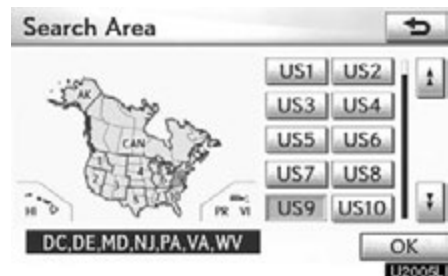 Search Area
US1 US2
US3 US4
US5 US6
US7 US8
US9 US10
AK
CAN
HI
PR VI
DC,DE,MD,NJ,PA,VA,WV
OK